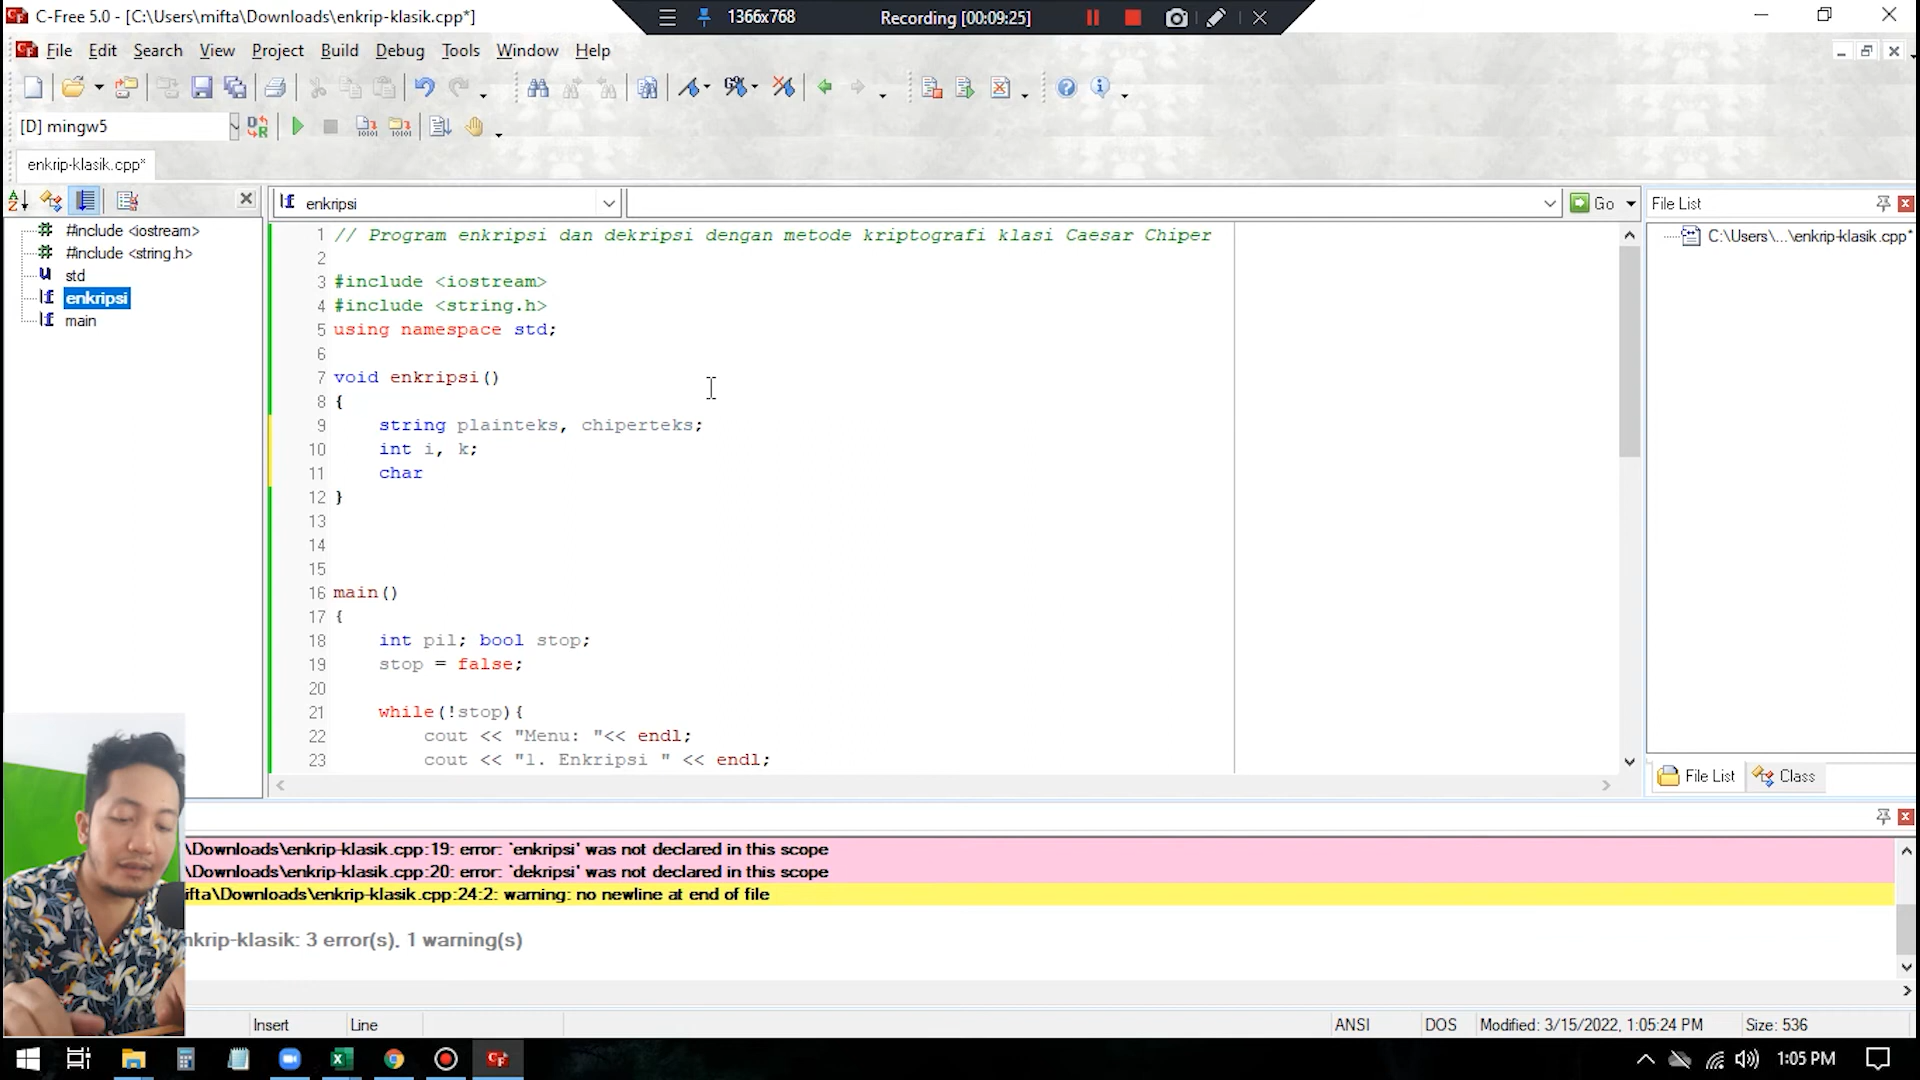 C-Free 5.0 - [C:\Users\mifta\Downloads\enkrip-klasik.cpp*]
1366x768
Recording [00:09:25]
File Edit Search View Project Build Debug Tools Window Help
[D] mingw5
enkrip-klasik.cpp*
enkripsi
Go
File List
#include <iostream>
#include <string.h>
std
enkripsi
main
C:\Users\...\enkrip-klasik.cpp*
1 // Program enkripsi dan dekripsi dengan metode kriptografi klasi Caesar Chiper
2
3 #include <iostream>
4 #include <string.h>
5 using namespace std;
6
7 void enkripsi()
8 {
9 string plainteks, chiperteks;
10 int i, k;
11 char
12 }
13
14
15
16 main()
17 {
18 int pil; bool stop;
19 stop = false;
20
21 while(!stop){
22 cout << "Menu: "<< endl;
23 cout << "1. Enkripsi " << endl;
File List
Class
\Downloads\enkrip-klasik.cpp:19: error: `enkripsi' was not declared in this scope
\Downloads\enkrip-klasik.cpp:20: error: `dekripsi' was not declared in this scope
ifta\Downloads\enkrip-klasik.cpp:24:2: warning: no newline at end of file
nkrip-klasik: 3 error(s), 1 warning(s)
Insert
Line
ANSI
DOS
Modified: 3/15/2022, 1:05:24 PM
Size: 536
1:05 PM